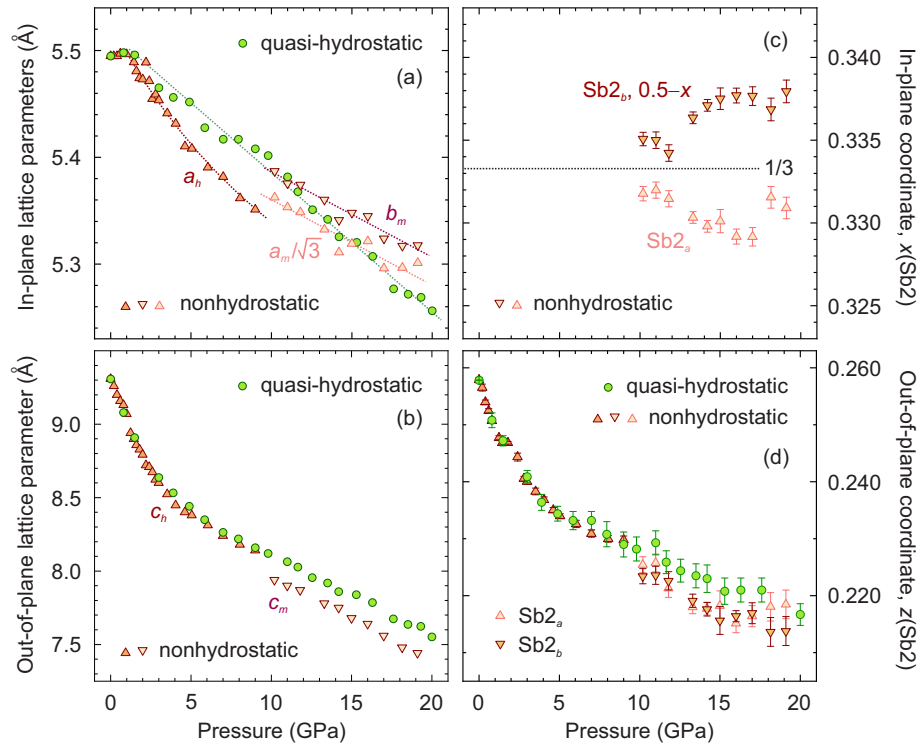 In-plane lattice parameters (Å)
5.5
5.4
5.3
quasi-hydrostatic
(a)
a_h
b_m
a_m/√3
nonhydrostatic
(c)
Sb2_b, 0.5–x
1/3
Sb2_a
nonhydrostatic
0.340
0.335
0.330
0.325
In-plane
coordinate, x(Sb2)
Out-of-plane lattice parameter (Å)
9.0
8.5
8.0
7.5
quasi-hydrostatic
(b)
c_h
c_m
nonhydrostatic
0 5 10 15 20
Pressure (GPa)
quasi-hydrostatic
nonhydrostatic
(d)
Sb2_a
Sb2_b
0.260
0.240
0.220
Out-of-plane
coordinate, z(Sb2)
0 5 10 15 20
Pressure (GPa)